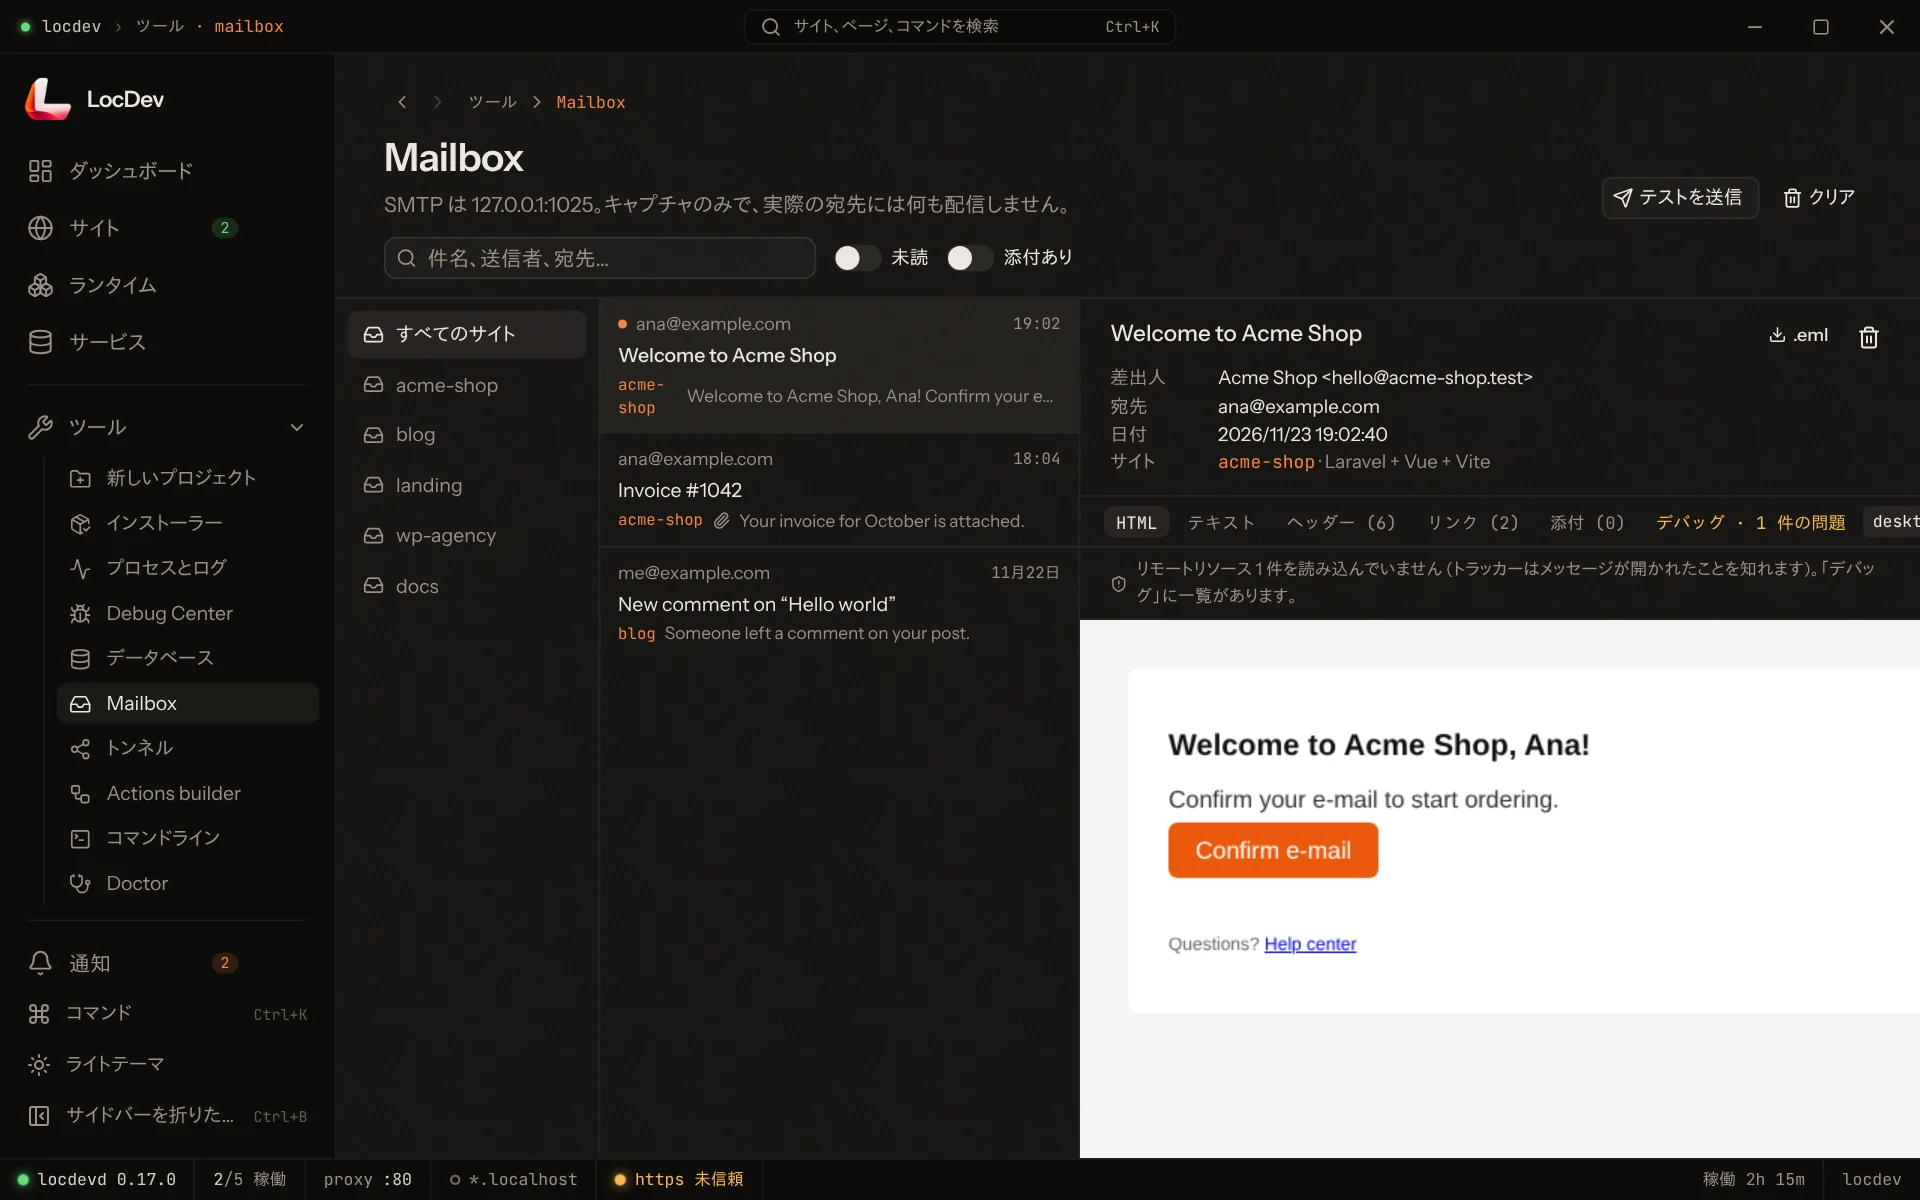 locdev › ツール · mailbox
サイト、ページ、コマンドを検索 Ctrl+K
LocDev
ダッシュボード
サイト 2
ランタイム
サービス
ツール
新しいプロジェクト
インストーラー
プロセスとログ
Debug Center
データベース
Mailbox
トンネル
Actions builder
コマンドライン
Doctor
通知 2
コマンド Ctrl+K
ライトテーマ
サイドバーを折りた… Ctrl+B
ツール > Mailbox
Mailbox
SMTP は 127.0.0.1:1025。キャプチャのみで、実際の宛先には何も配信しません。
テストを送信 クリア
件名、送信者、宛先… 未読 添付あり
すべてのサイト
acme-shop
blog
landing
wp-agency
docs
ana@example.com 19:02
Welcome to Acme Shop
acme-
shop
Welcome to Acme Shop, Ana! Confirm your e…
ana@example.com 18:04
Invoice #1042
acme-shop Your invoice for October is attached.
me@example.com 11月22日
New comment on “Hello world”
blog Someone left a comment on your post.
Welcome to Acme Shop .eml
差出人 Acme Shop <hello@acme-shop.test>
宛先 ana@example.com
日付 2026/11/23 19:02:40
サイト acme-shop · Laravel + Vue + Vite
HTML テキスト ヘッダー (6) リンク (2) 添付 (0) デバッグ · 1 件の問題 deskt
リモートリソース 1 件を読み込んでいません (トラッカーはメッセージが開かれたことを知れます)。「デバッ
グ」に一覧があります。
Welcome to Acme Shop, Ana!
Confirm your e-mail to start ordering.
Confirm e-mail
Questions? Help center
locdevd 0.17.0 2/5 稼働 proxy :80 *.localhost https 未信頼 稼働 2h 15m locdev